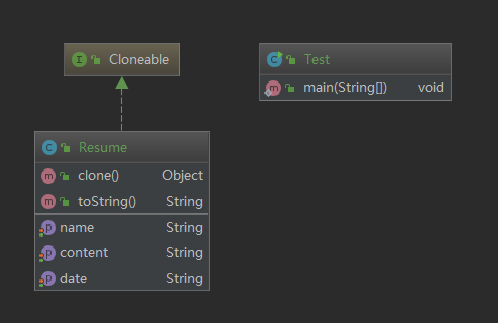 Cloneable
Test
main(String[]) void
Resume
clone() Object
toString() String
name String
content String
date String